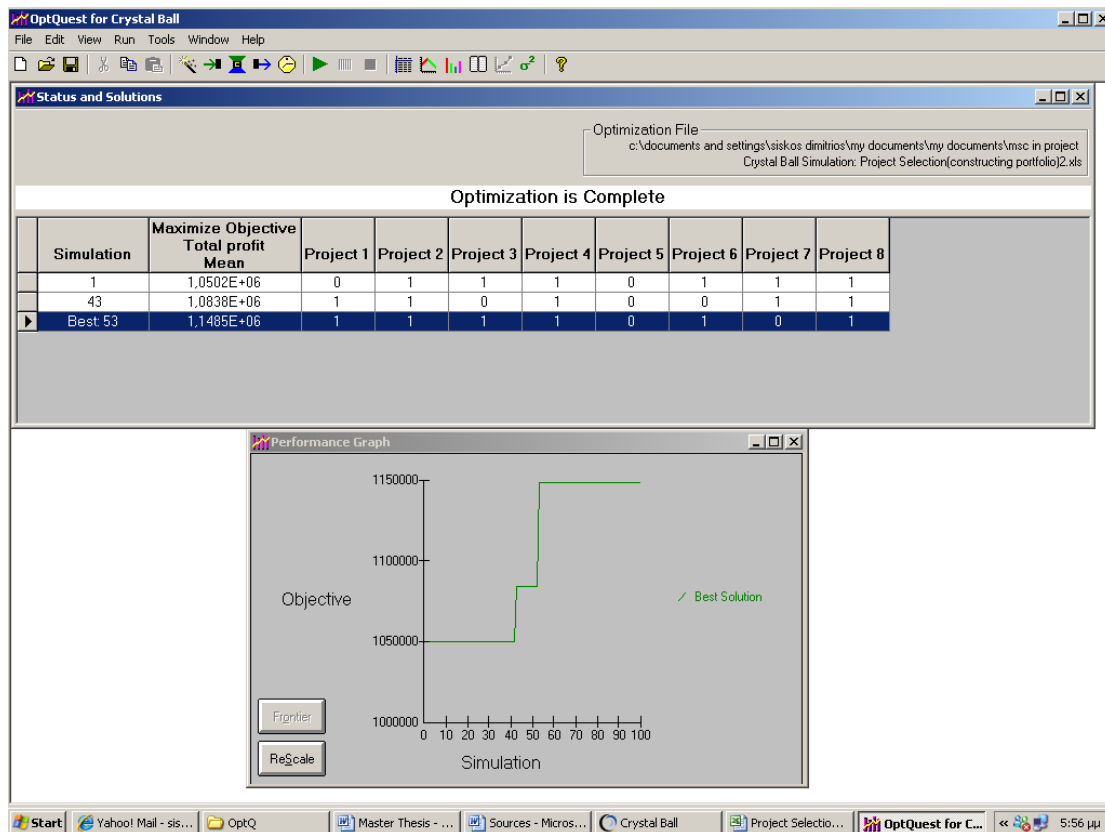 OptQuest for Crystal Ball
File Edit View Run Tools Window Help
Status and Solutions
Optimization File
c:\documents and settings\siskos dimitrios\my documents\my documents\msc in project
Crystal Ball Simulation: Project Selection(constructing portfolio)2.xls
Optimization is Complete
Simulation Maximize Objective Total profit Mean Project 1 Project 2 Project 3 Project 4 Project 5 Project 6 Project 7 Project 8
1 1,0502E+06 0 1 1 1 0 1 1 1
43 1,0838E+06 1 1 0 1 0 0 1 1
Best: 53 1,1485E+06 1 1 1 1 0 1 0 1
Performance Graph
1150000
1100000
Objective
Best Solution
1050000
Frontier
1000000
0 10 20 30 40 50 60 70 80 90 100
ReScale
Simulation
Start Yahoo! Mail - sis... OptQ Master Thesis - ... Sources - Micros... Crystal Ball Project Selectio... OptQuest for C... « 5:56 μμ